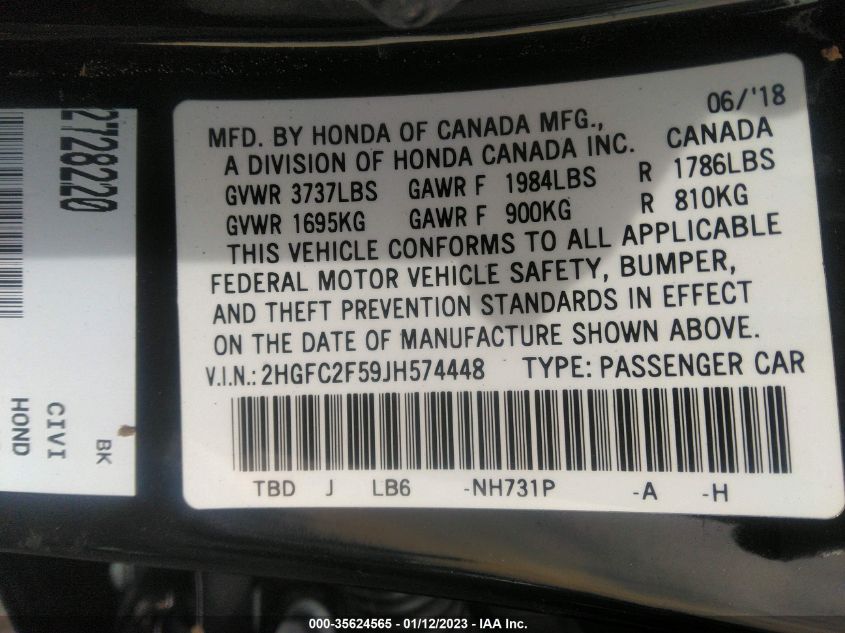 06/'18
MFD. BY HONDA OF CANADA MFG.,
A DIVISION OF HONDA CANADA INC. CANADA
GVWR 3737LBS GAWR F 1984LBS R 1786LBS
GVWR 1695KG GAWR F 900KG R 810KG
THIS VEHICLE CONFORMS TO ALL APPLICABLE
FEDERAL MOTOR VEHICLE SAFETY, BUMPER,
AND THEFT PREVENTION STANDARDS IN EFFECT
ON THE DATE OF MANUFACTURE SHOWN ABOVE.
V.I.N.: 2HGFC2F59JH574448 TYPE: PASSENGER CAR
TBD J LB6 -NH731P -A -H
2728220
BK
CIVI
HOND
000-35624565 - 01/12/2023 - IAA Inc.